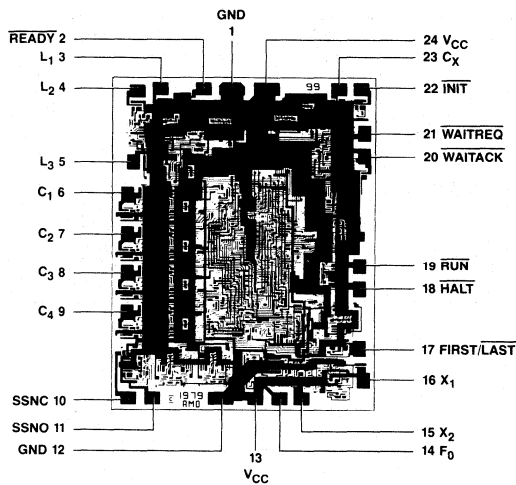 GND
1
READY 2
24 VCC
L1 3
23 CX
L2 4
99
22 INIT
21 WAITREQ
20 WAITACK
L3 5
C1 6
C2 7
19 RUN
C3 8
18 HALT
C4 9
17 FIRST/LAST
16 X1
SSNC 10
1979
AMD
SSNO 11
15 X2
GND 12
13
14 F0
VCC